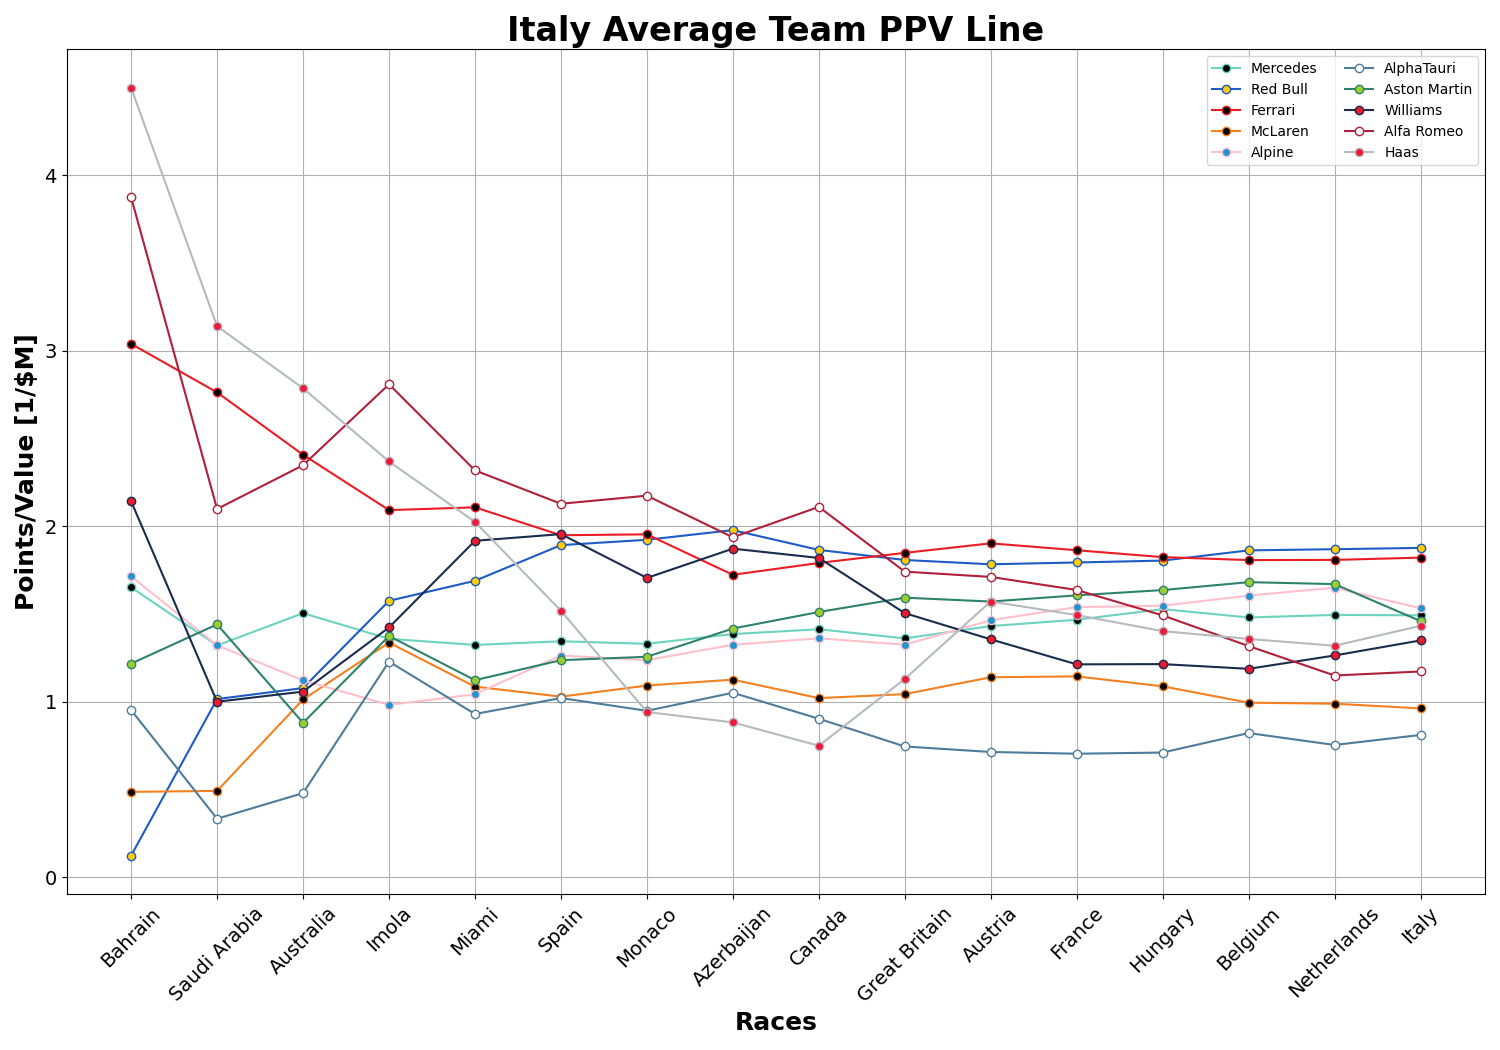 Italy Average Team PPV Line
Mercedes
Red Bull
Ferrari
McLaren
Alpine
AlphaTauri
Aston Martin
Williams
Alfa Romeo
Haas
Points/Value [1/$M]
4
3
2
1
0
Bahrain
Saudi Arabia
Australia
Imola
Miami
Spain
Monaco
Azerbaijan
Canada
Great Britain
Austria
France
Hungary
Belgium
Netherlands
Italy
Races